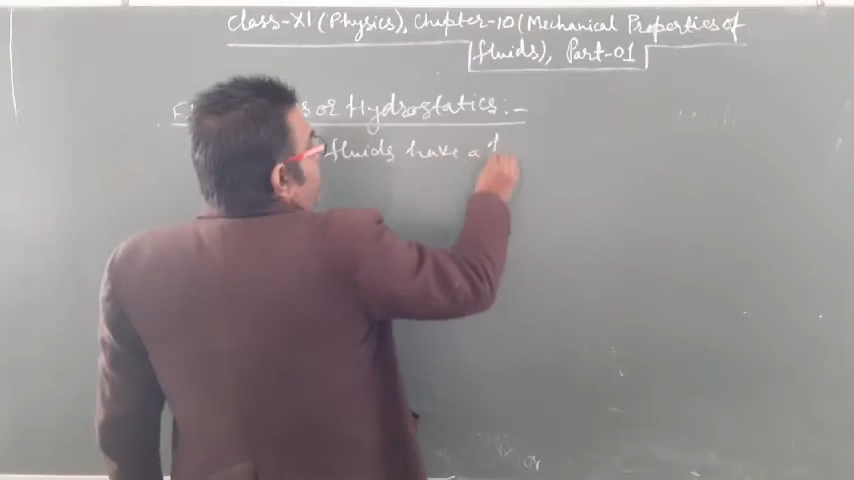 Class-XI (Physics), Chapter-10 (Mechanical Properties of
fluids), Part-01
or Hydrostatics:-
fluids have a